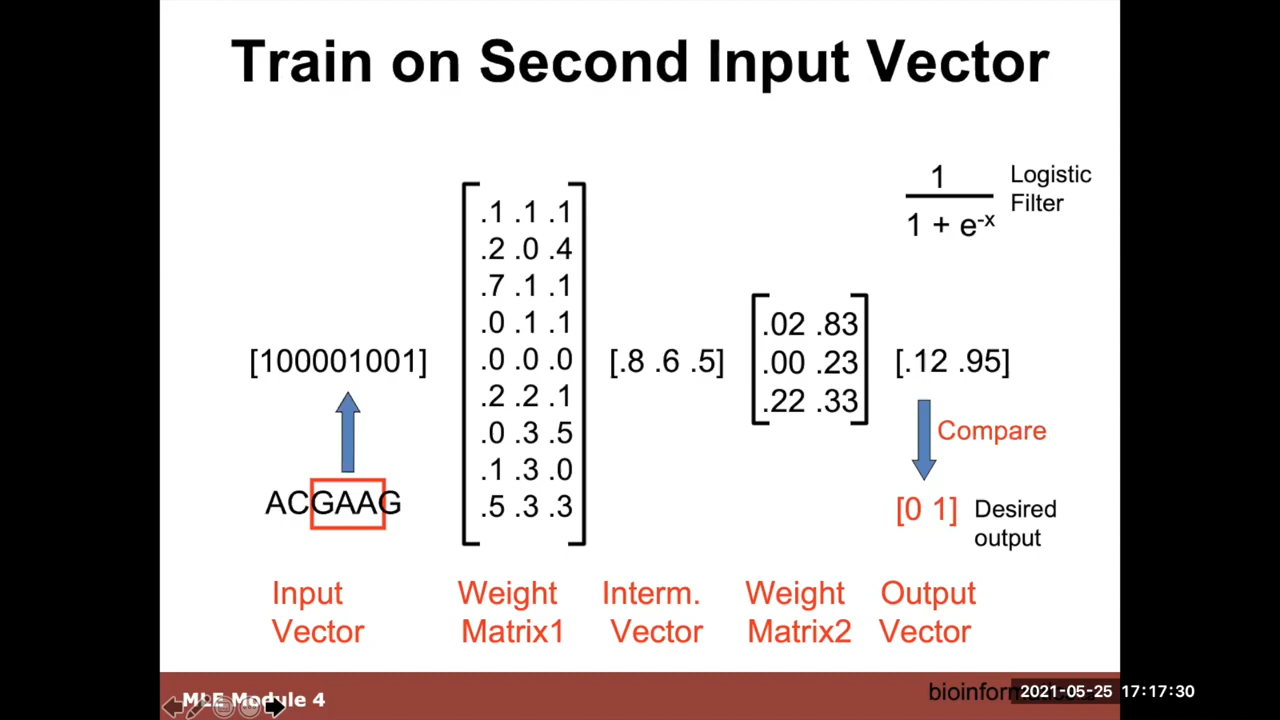 Train on Second Input Vector
1
1 + e-x
Logistic
Filter
[100001001]
ACGAAG
.1 .1 .1
.2 .0 .4
.7 .1 .1
.0 .1 .1
.0 .0 .0
.2 .2 .1
.0 .3 .5
.1 .3 .0
.5 .3 .3
[.8 .6 .5]
.02 .83
.00 .23
.22 .33
[.12 .95]
Compare
[0 1]
Desired
output
Input
Vector
Weight
Matrix1
Interm.
Vector
Weight
Matrix2
Output
Vector
MLE Module 4
2021-05-25 17:17:30